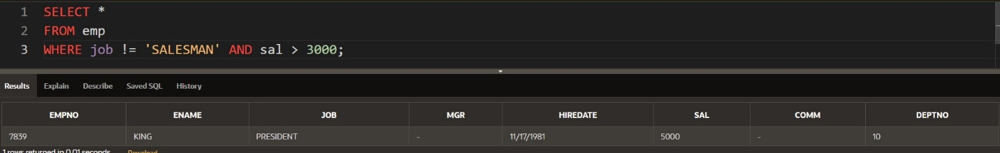 1 SELECT *
2 FROM emp
3 WHERE job != 'SALESMAN' AND sal > 3000;
Results Explain Describe Saved SQL History
EMPNO ENAME JOB MGR HIREDATE SAL COMM DEPTNO
7839 KING PRESIDENT - 11/17/1981 5000 - 10
1 rows returned in 0.01 seconds Download